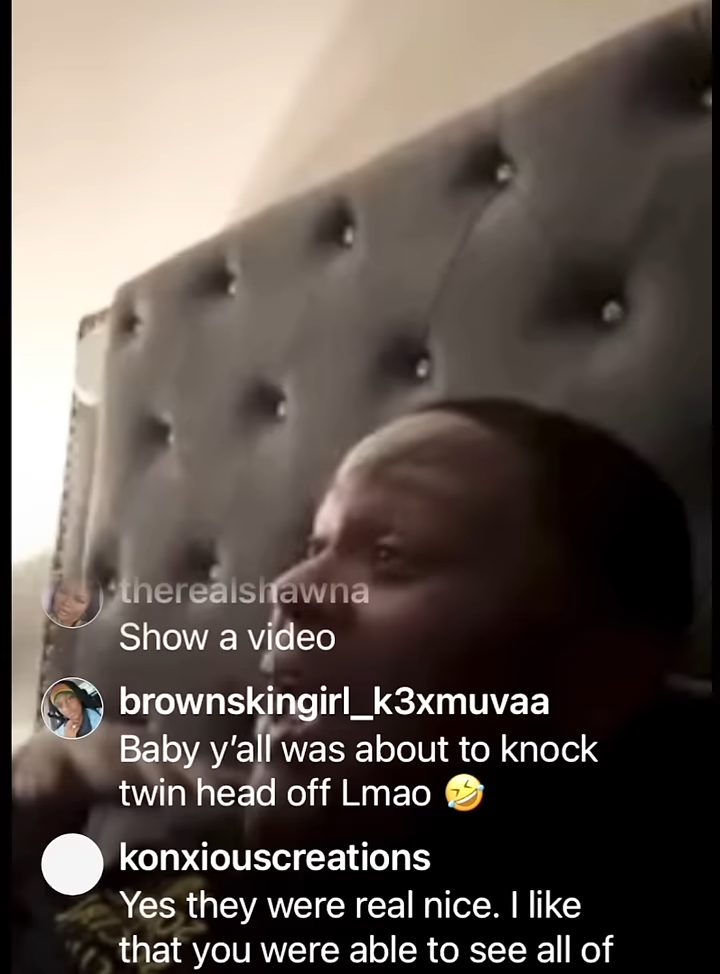 therealshawna
Show a video
brownskingirl_k3xmuvaa
Baby y’all was about to knock
twin head off Lmao 🤣
konxiouscreations
Yes they were real nice. I like
that you were able to see all of